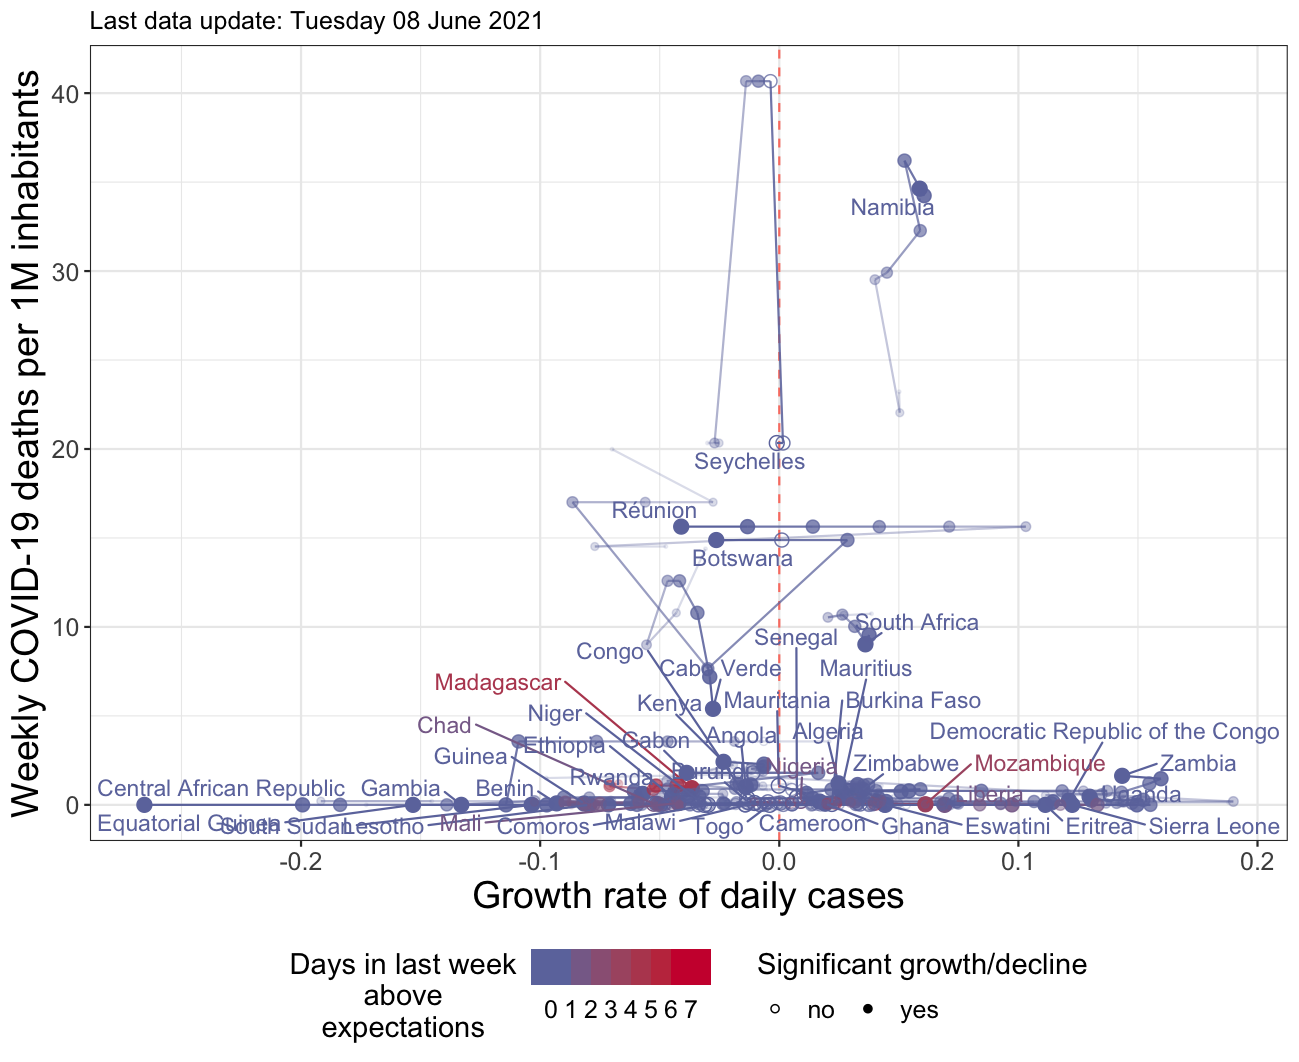 Last data update: Tuesday 08 June 2021
Weekly COVID-19 deaths per 1M inhabitants
40
30
20
10
0
Namibia
Seychelles
Réunion
Botswana
South Africa
Senegal
Congo
Cabo Verde
Mauritius
Madagascar
Kenya
Mauritania
Burkina Faso
Niger
Chad
Angola
Algeria
Democratic Republic of the Congo
Ethiopia
Gabon
Guinea
Burundi
Nigeria
Zimbabwe
Mozambique
Zambia
Rwanda
Central African Republic
Gambia
Benin
Liberia
Uganda
Equatorial Guinea
South Sudan
Lesotho
Mali
Comoros
Malawi
Togo
Cameroon
Ghana
Eswatini
Eritrea
Sierra Leone
-0.2
-0.1
0.0
0.1
0.2
Growth rate of daily cases
Days in last week
above
expectations
0 1 2 3 4 5 6 7
Significant growth/decline
no
yes